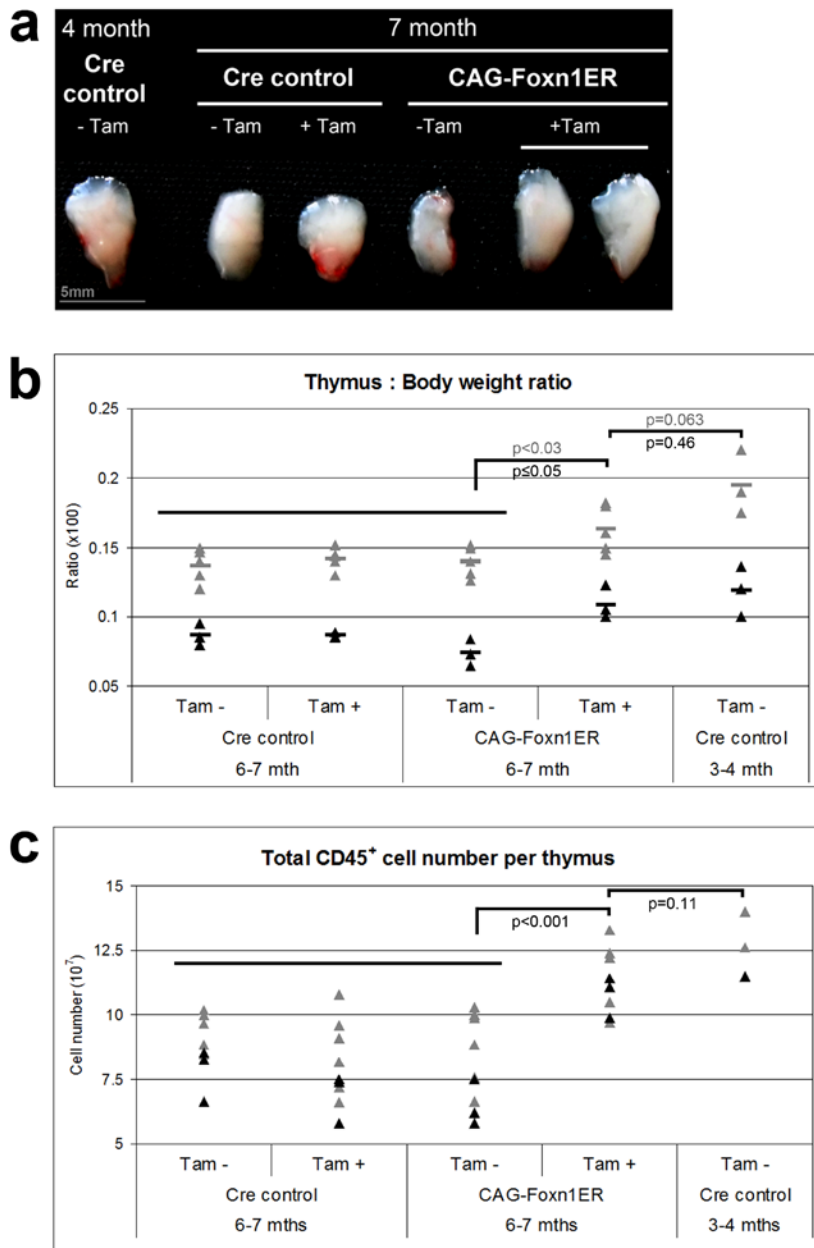 a
4 month
7 month
Cre control
Cre control
CAG-Foxn1ER
- Tam
- Tam
+ Tam
-Tam
+Tam
5mm
b
Thymus : Body weight ratio
0.25
0.2
0.15
0.1
0.05
Ratio (x100)
p<0.03
p≤0.05
p=0.063
p=0.46
Tam -
Tam +
Tam -
Tam +
Tam -
Cre control
CAG-Foxn1ER
Cre control
6-7 mth
6-7 mth
3-4 mth
c
Total CD45⁺ cell number per thymus
15
12.5
10
7.5
5
Cell number (10⁷)
p<0.001
p=0.11
Tam -
Tam +
Tam -
Tam +
Tam -
Cre control
CAG-Foxn1ER
Cre control
6-7 mths
6-7 mths
3-4 mths